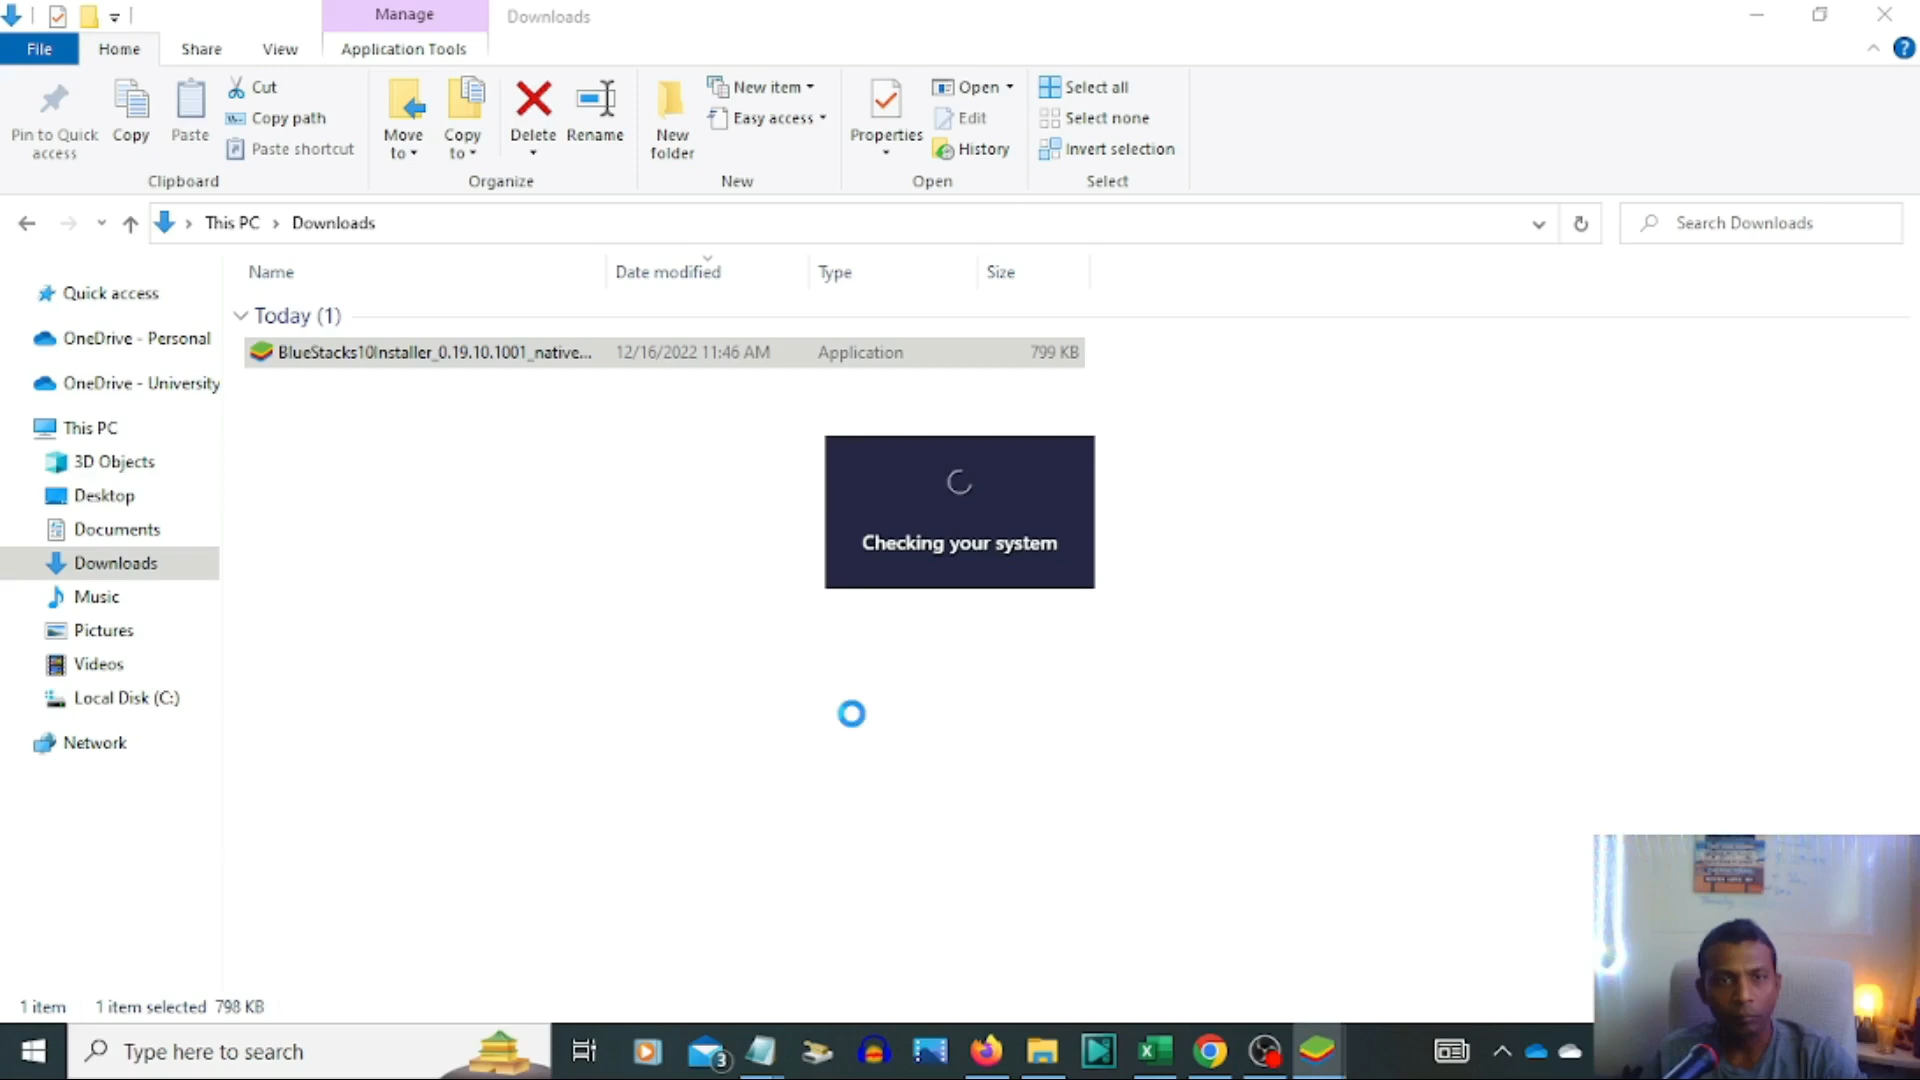 Manage
Downloads
File
Home
Share
View
Application Tools
Pin to Quick access
Copy
Paste
Cut
Copy path
Paste shortcut
Clipboard
Move to
Copy to
Delete
Rename
Organize
New folder
New item
Easy access
New
Properties
Open
Edit
History
Open
Select all
Select none
Invert selection
Select
This PC
Downloads
Search Downloads
Name
Date modified
Type
Size
Today (1)
BlueStacks10Installer_0.19.10.1001_native...
12/16/2022 11:46 AM
Application
799 KB
Quick access
OneDrive - Personal
OneDrive - University
This PC
3D Objects
Desktop
Documents
Downloads
Music
Pictures
Videos
Local Disk (C:)
Network
Checking your system
1 item
1 item selected
798 KB
Type here to search
3